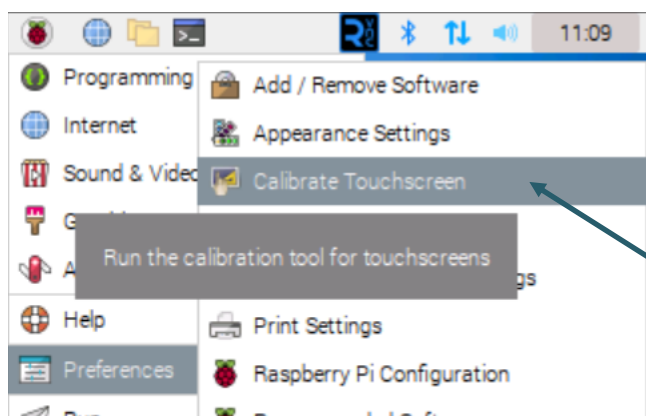 11:09
Programming
Add / Remove Software
Internet
Appearance Settings
Sound & Video
Calibrate Touchscreen
Run the calibration tool for touchscreens
Help
Print Settings
Preferences
Raspberry Pi Configuration